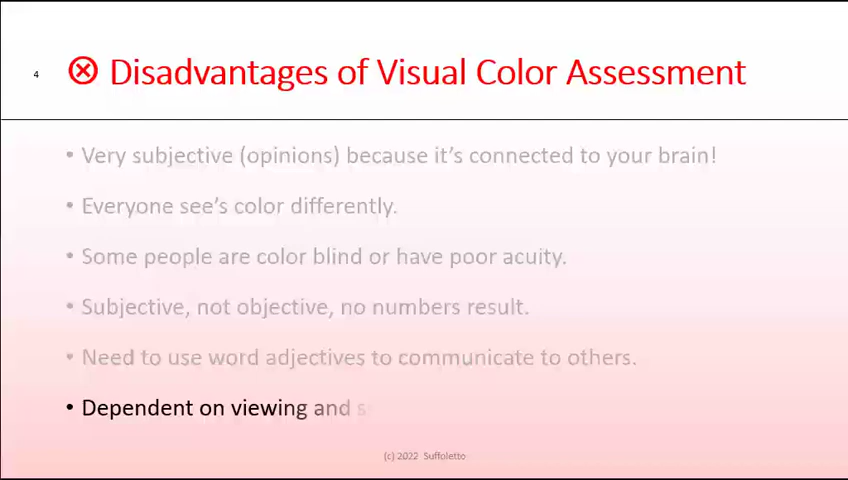 4
⊗ Disadvantages of Visual Color Assessment
• Very subjective (opinions) because it's connected to your brain!
• Everyone see's color differently.
• Some people are color blind or have poor acuity.
• Subjective, not objective, no numbers result.
• Need to use word adjectives to communicate to others.
• Dependent on viewing and s
(c) 2022 Suffoletto